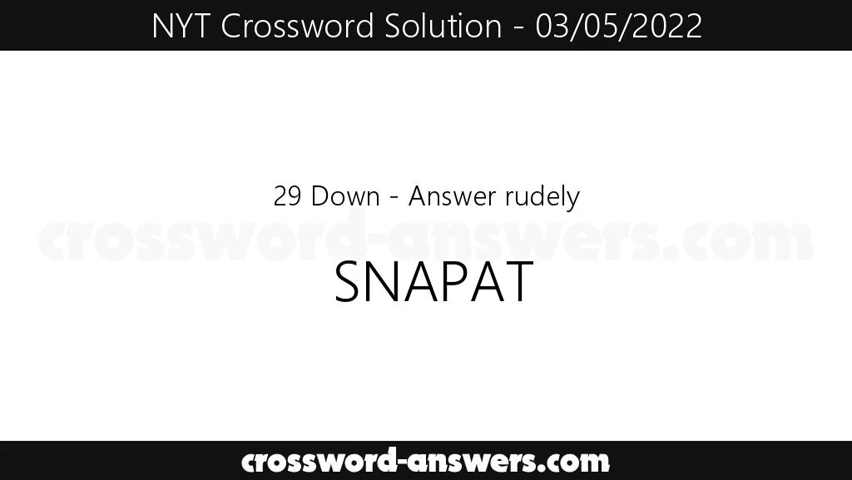 NYT Crossword Solution - 03/05/2022
29 Down - Answer rudely
crossword-answers.com
SNAPAT
crossword-answers.com